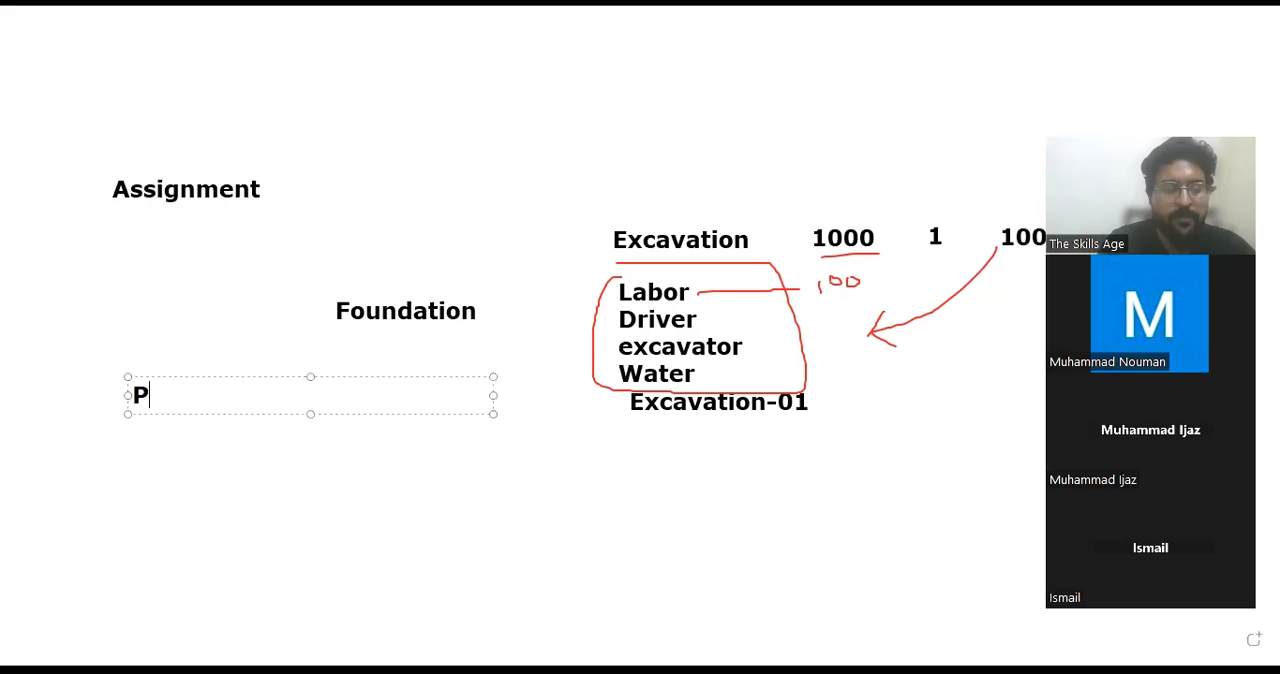 Assignment
Excavation 1000 1 100
Labor 100
Driver
Foundation
excavator
Water
P
Excavation-01
The Skills Age
M
Muhammad Nouman
Muhammad Ijaz
Muhammad Ijaz
Ismail
Ismail